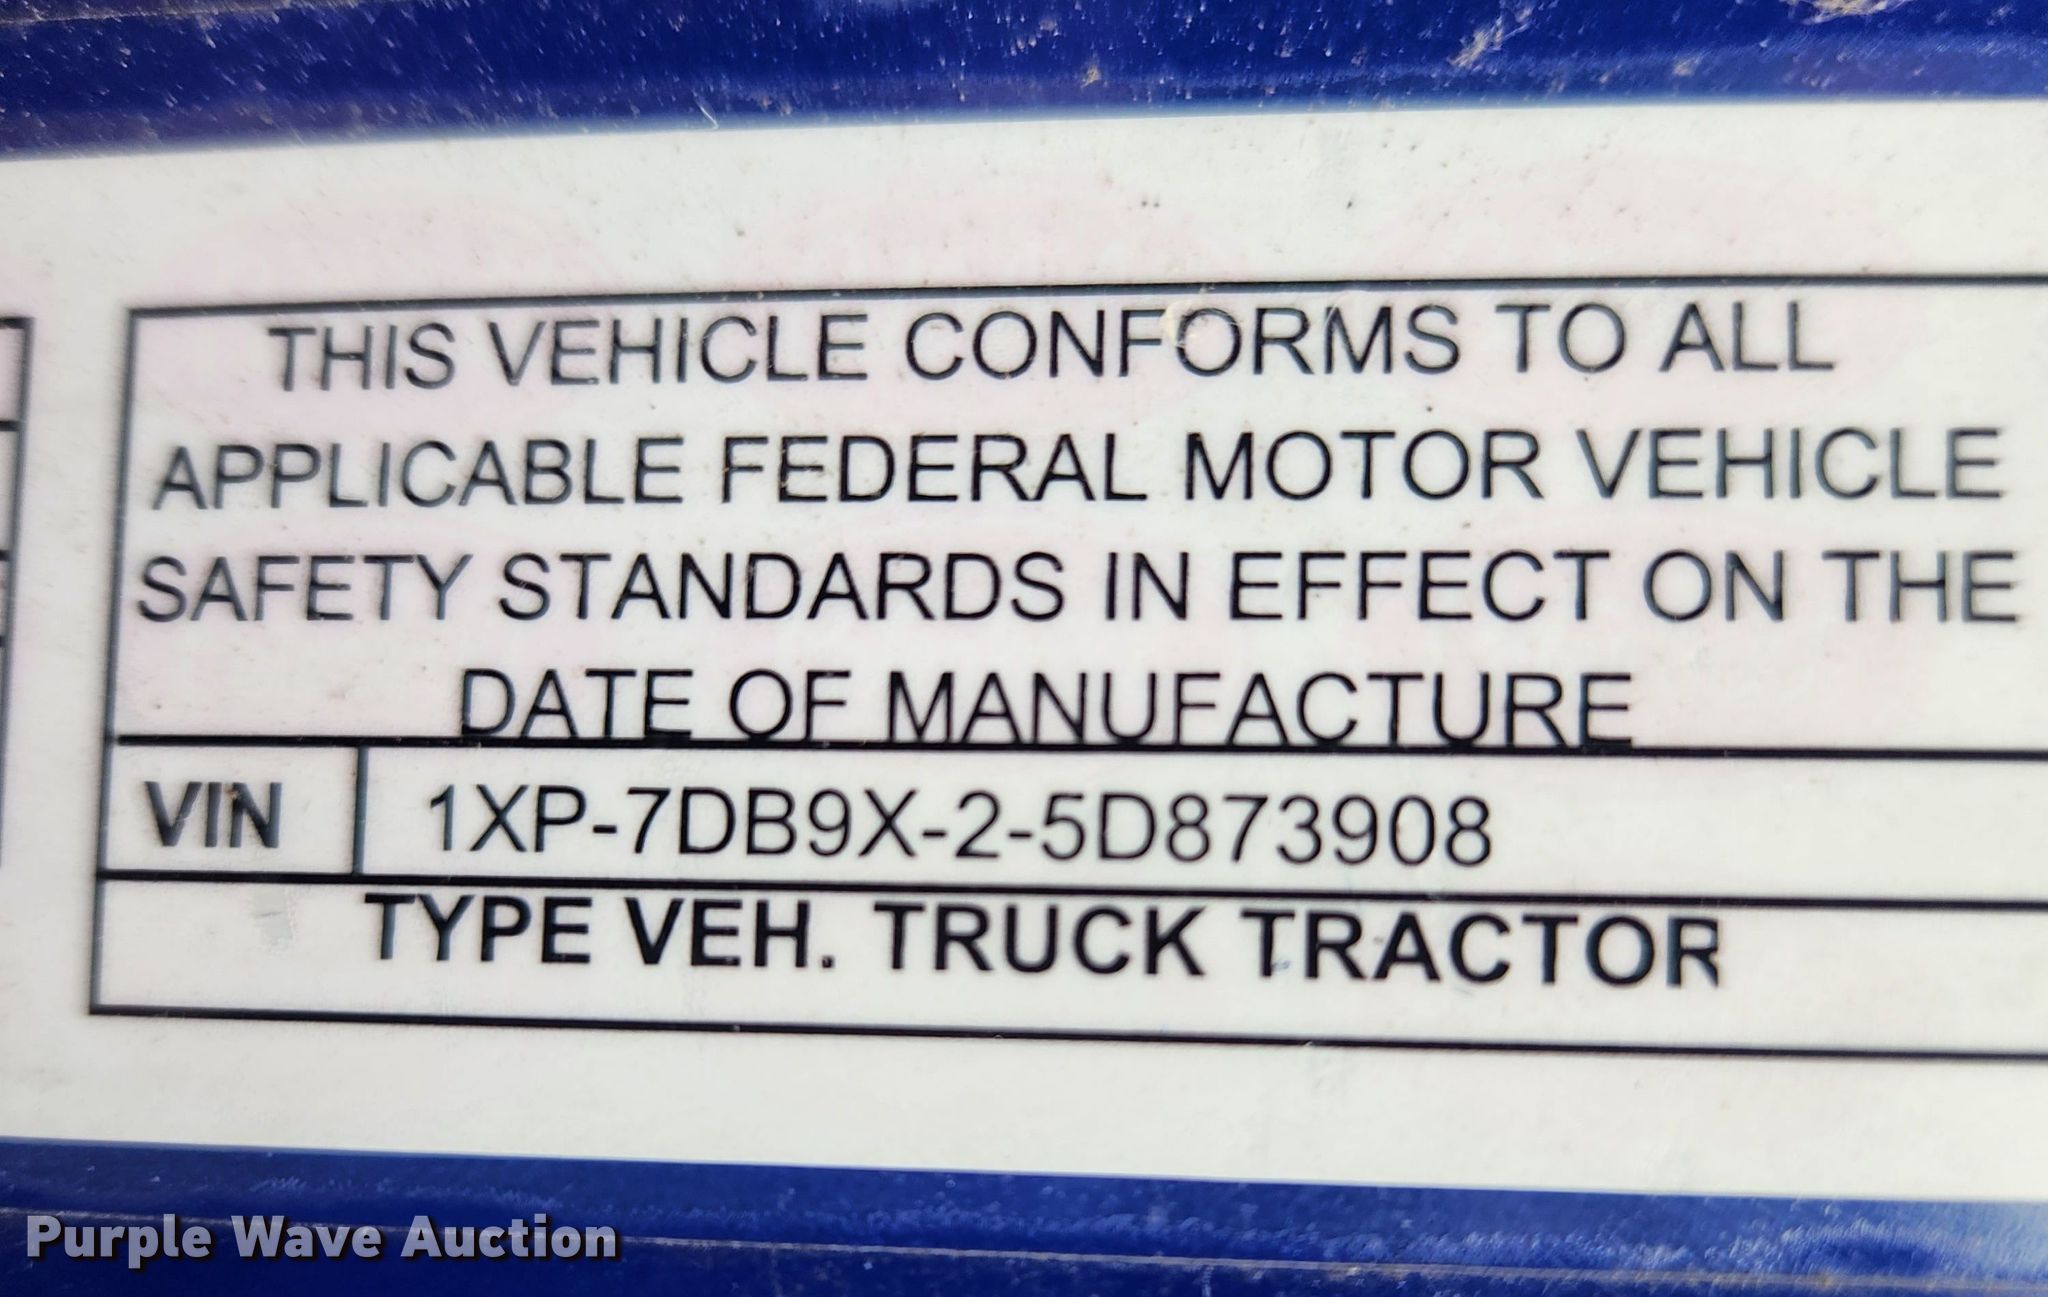 THIS VEHICLE CONFORMS TO ALL
APPLICABLE FEDERAL MOTOR VEHICLE
SAFETY STANDARDS IN EFFECT ON THE
DATE OF MANUFACTURE
VIN 1XP-7DB9X-2-5D873908
TYPE VEH. TRUCK TRACTOR
Purple Wave Auction